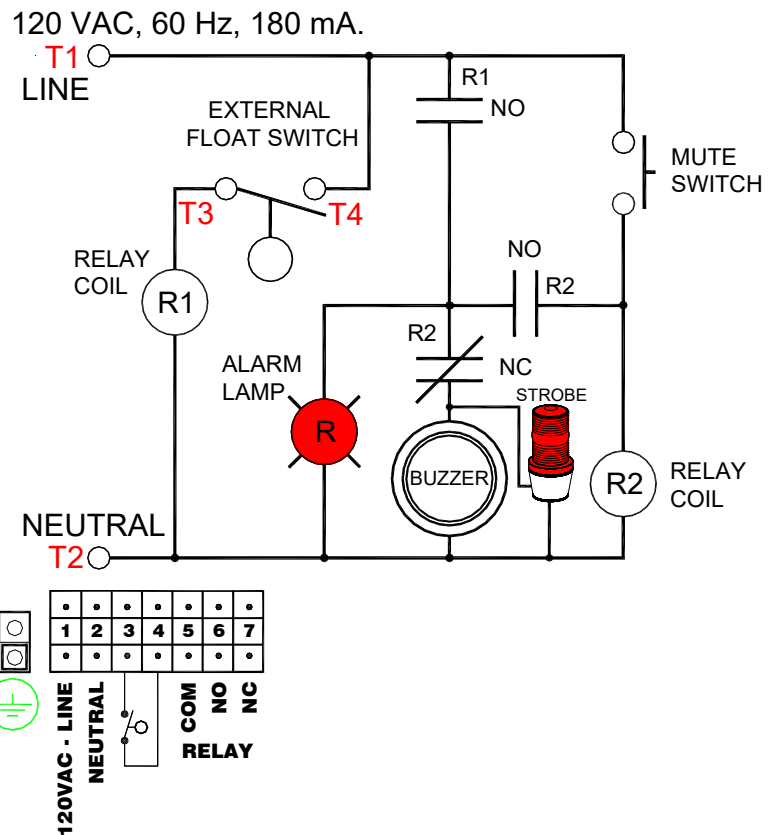 120 VAC, 60 Hz, 180 mA.
T1
LINE
R1
NO
EXTERNAL
FLOAT SWITCH
MUTE
SWITCH
T3
T4
RELAY
COIL
R1
NO
R2
R2
NC
ALARM
LAMP
STROBE
R
BUZZER
R2
RELAY
COIL
NEUTRAL
T2
1 2 3 4 5 6 7
120VAC - LINE
NEUTRAL
COM
NO
NC
RELAY